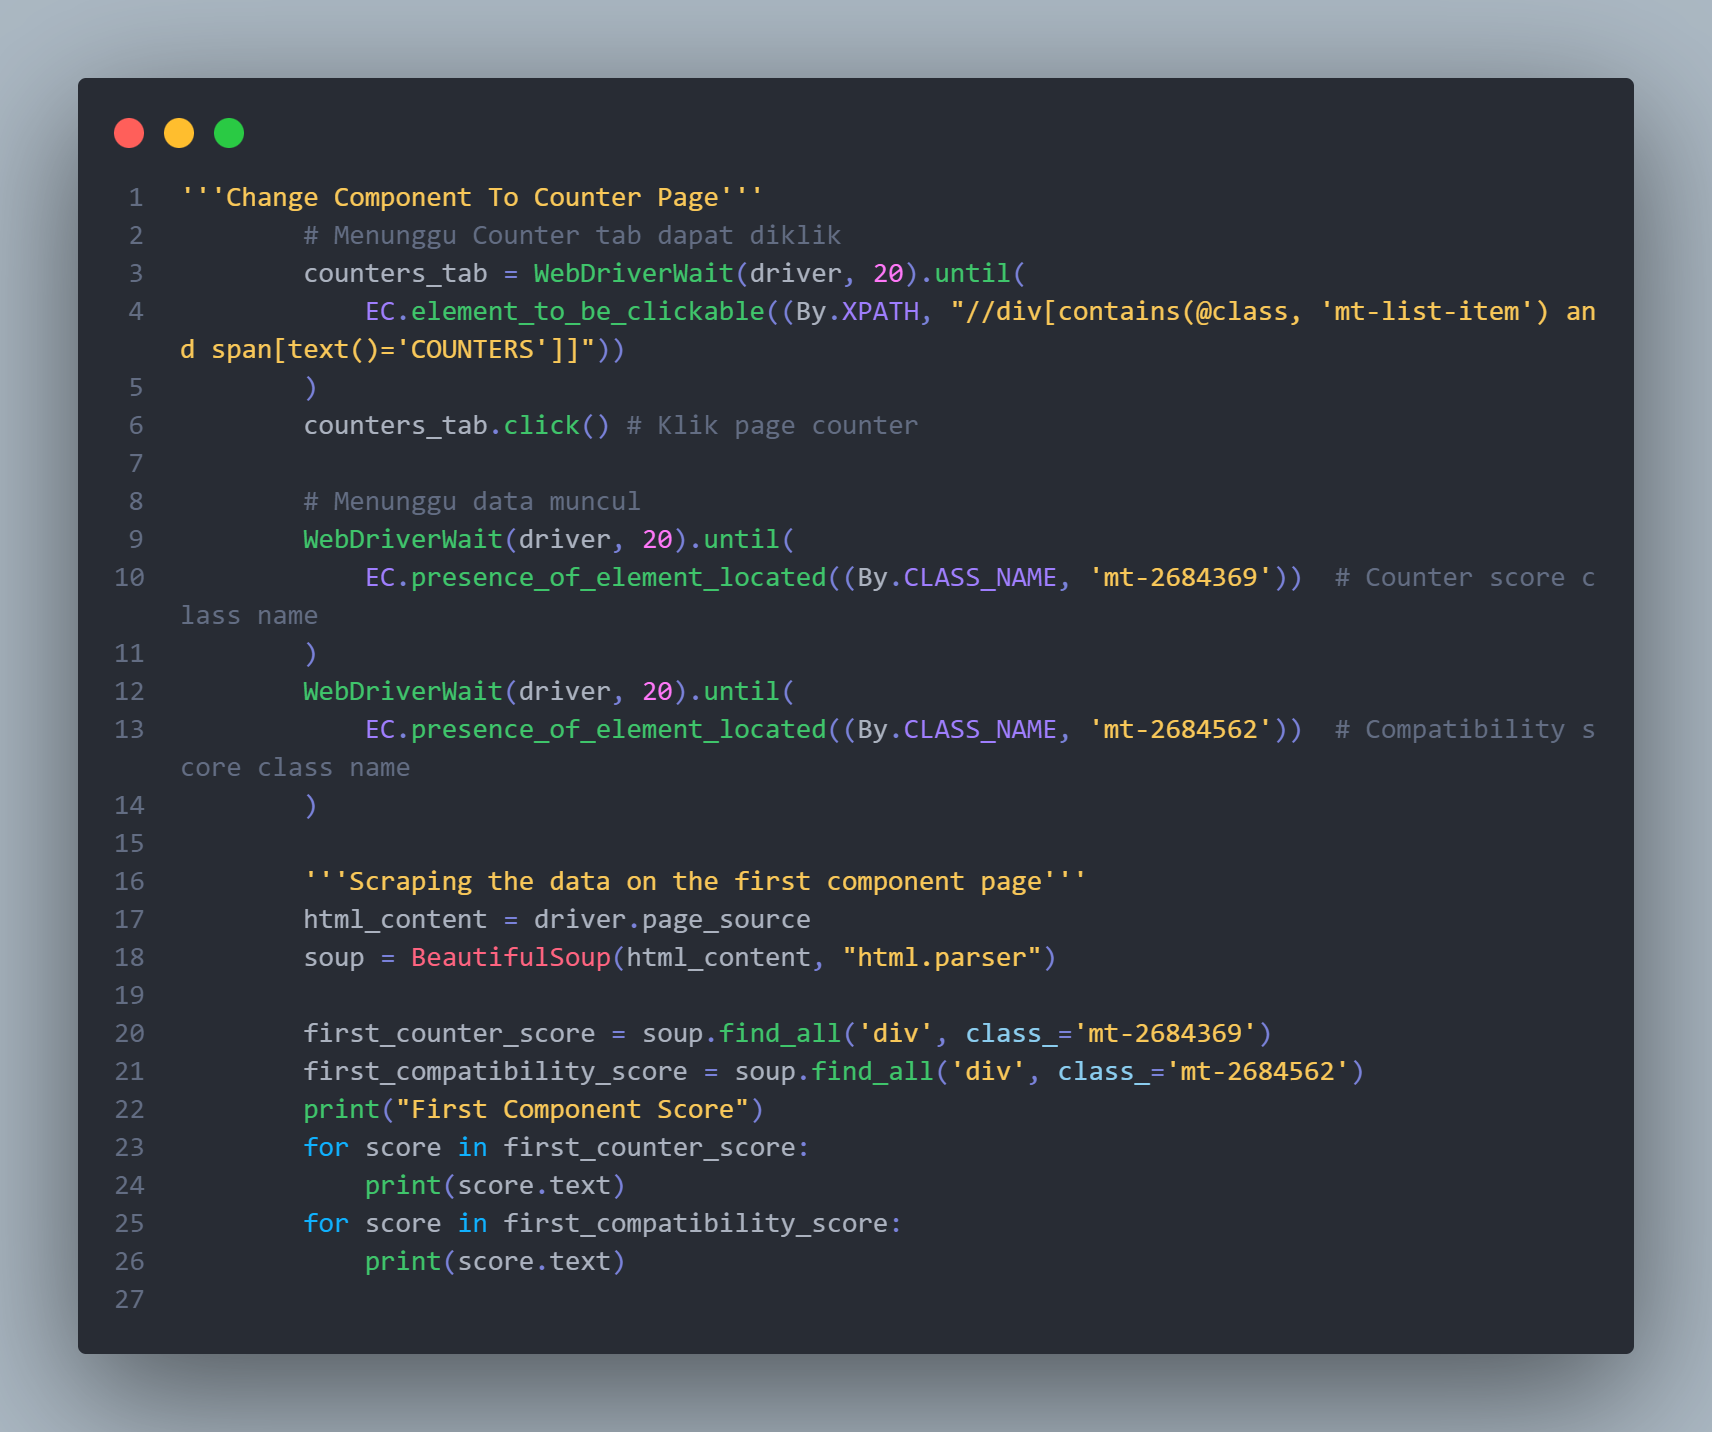 1 '''Change Component To Counter Page'''
2         # Menunggu Counter tab dapat diklik
3         counters_tab = WebDriverWait(driver, 20).until(
4             EC.element_to_be_clickable((By.XPATH, "//div[contains(@class, 'mt-list-item') an
d span[text()='COUNTERS']]"))
5         )
6         counters_tab.click() # Klik page counter
7
8         # Menunggu data muncul
9         WebDriverWait(driver, 20).until(
10             EC.presence_of_element_located((By.CLASS_NAME, 'mt-2684369'))  # Counter score c
lass name
11         )
12         WebDriverWait(driver, 20).until(
13             EC.presence_of_element_located((By.CLASS_NAME, 'mt-2684562'))  # Compatibility s
core class name
14         )
15
16         '''Scraping the data on the first component page'''
17         html_content = driver.page_source
18         soup = BeautifulSoup(html_content, "html.parser")
19
20         first_counter_score = soup.find_all('div', class_='mt-2684369')
21         first_compatibility_score = soup.find_all('div', class_='mt-2684562')
22         print("First Component Score")
23         for score in first_counter_score:
24             print(score.text)
25         for score in first_compatibility_score:
26             print(score.text)
27